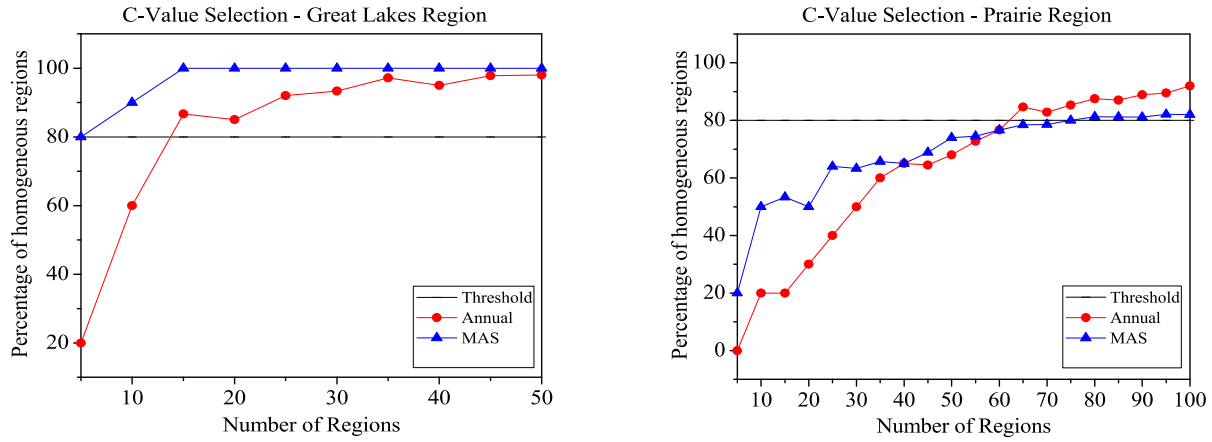 C-Value Selection - Great Lakes Region
Percentage of homogeneous regions
100
80
60
40
20
10
20
30
40
50
Number of Regions
Threshold
Annual
MAS
C-Value Selection - Prairie Region
Percentage of homogeneous regions
100
80
60
40
20
0
10
20
30
40
50
60
70
80
90
100
Number of Regions
Threshold
Annual
MAS